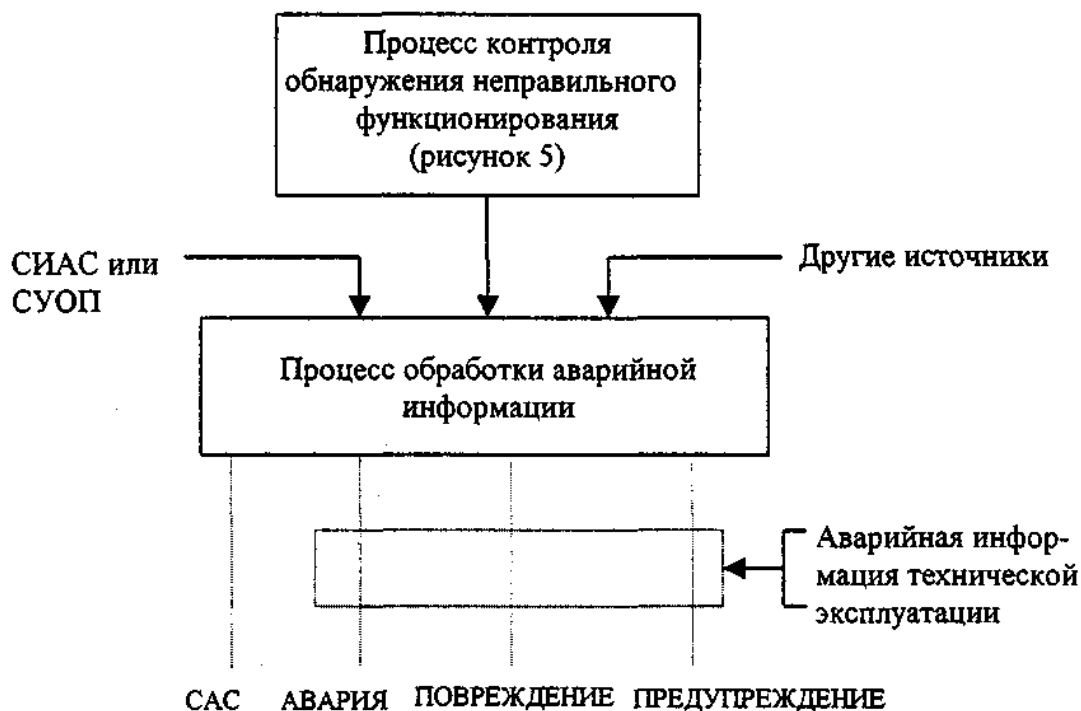 Процесс контроля
обнаружения неправильного
функционирования
(рисунок 5)
СИАС или
СУОП
Другие источники
Процесс обработки аварийной
информации
Аварийная инфор-
мация технической
эксплуатации
САС АВАРИЯ ПОВРЕЖДЕНИЕ ПРЕДУПРЕЖДЕНИЕ